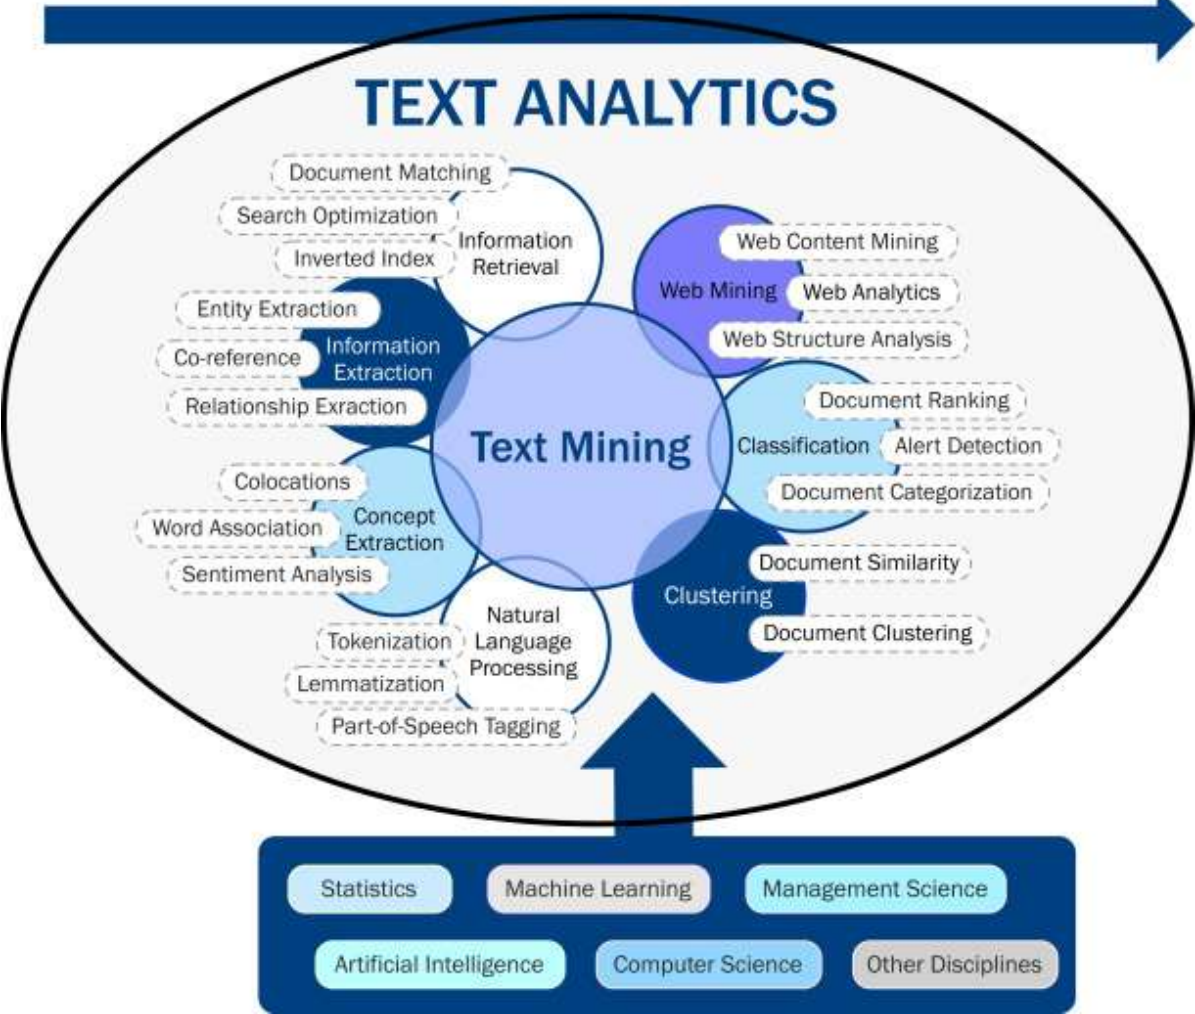 TEXT ANALYTICS
Document Matching
Search Optimization
Inverted Index
Information
Retrieval
Entity Extraction
Co-reference
Relationship Exraction
Information
Extraction
Colocations
Word Association
Sentiment Analysis
Concept
Extraction
Tokenization
Lemmatization
Part-of-Speech Tagging
Natural
Language
Processing
Text Mining
Web Mining
Web Content Mining
Web Analytics
Web Structure Analysis
Classification
Document Ranking
Alert Detection
Document Categorization
Clustering
Document Similarity
Document Clustering
Statistics
Machine Learning
Management Science
Artificial Intelligence
Computer Science
Other Disciplines